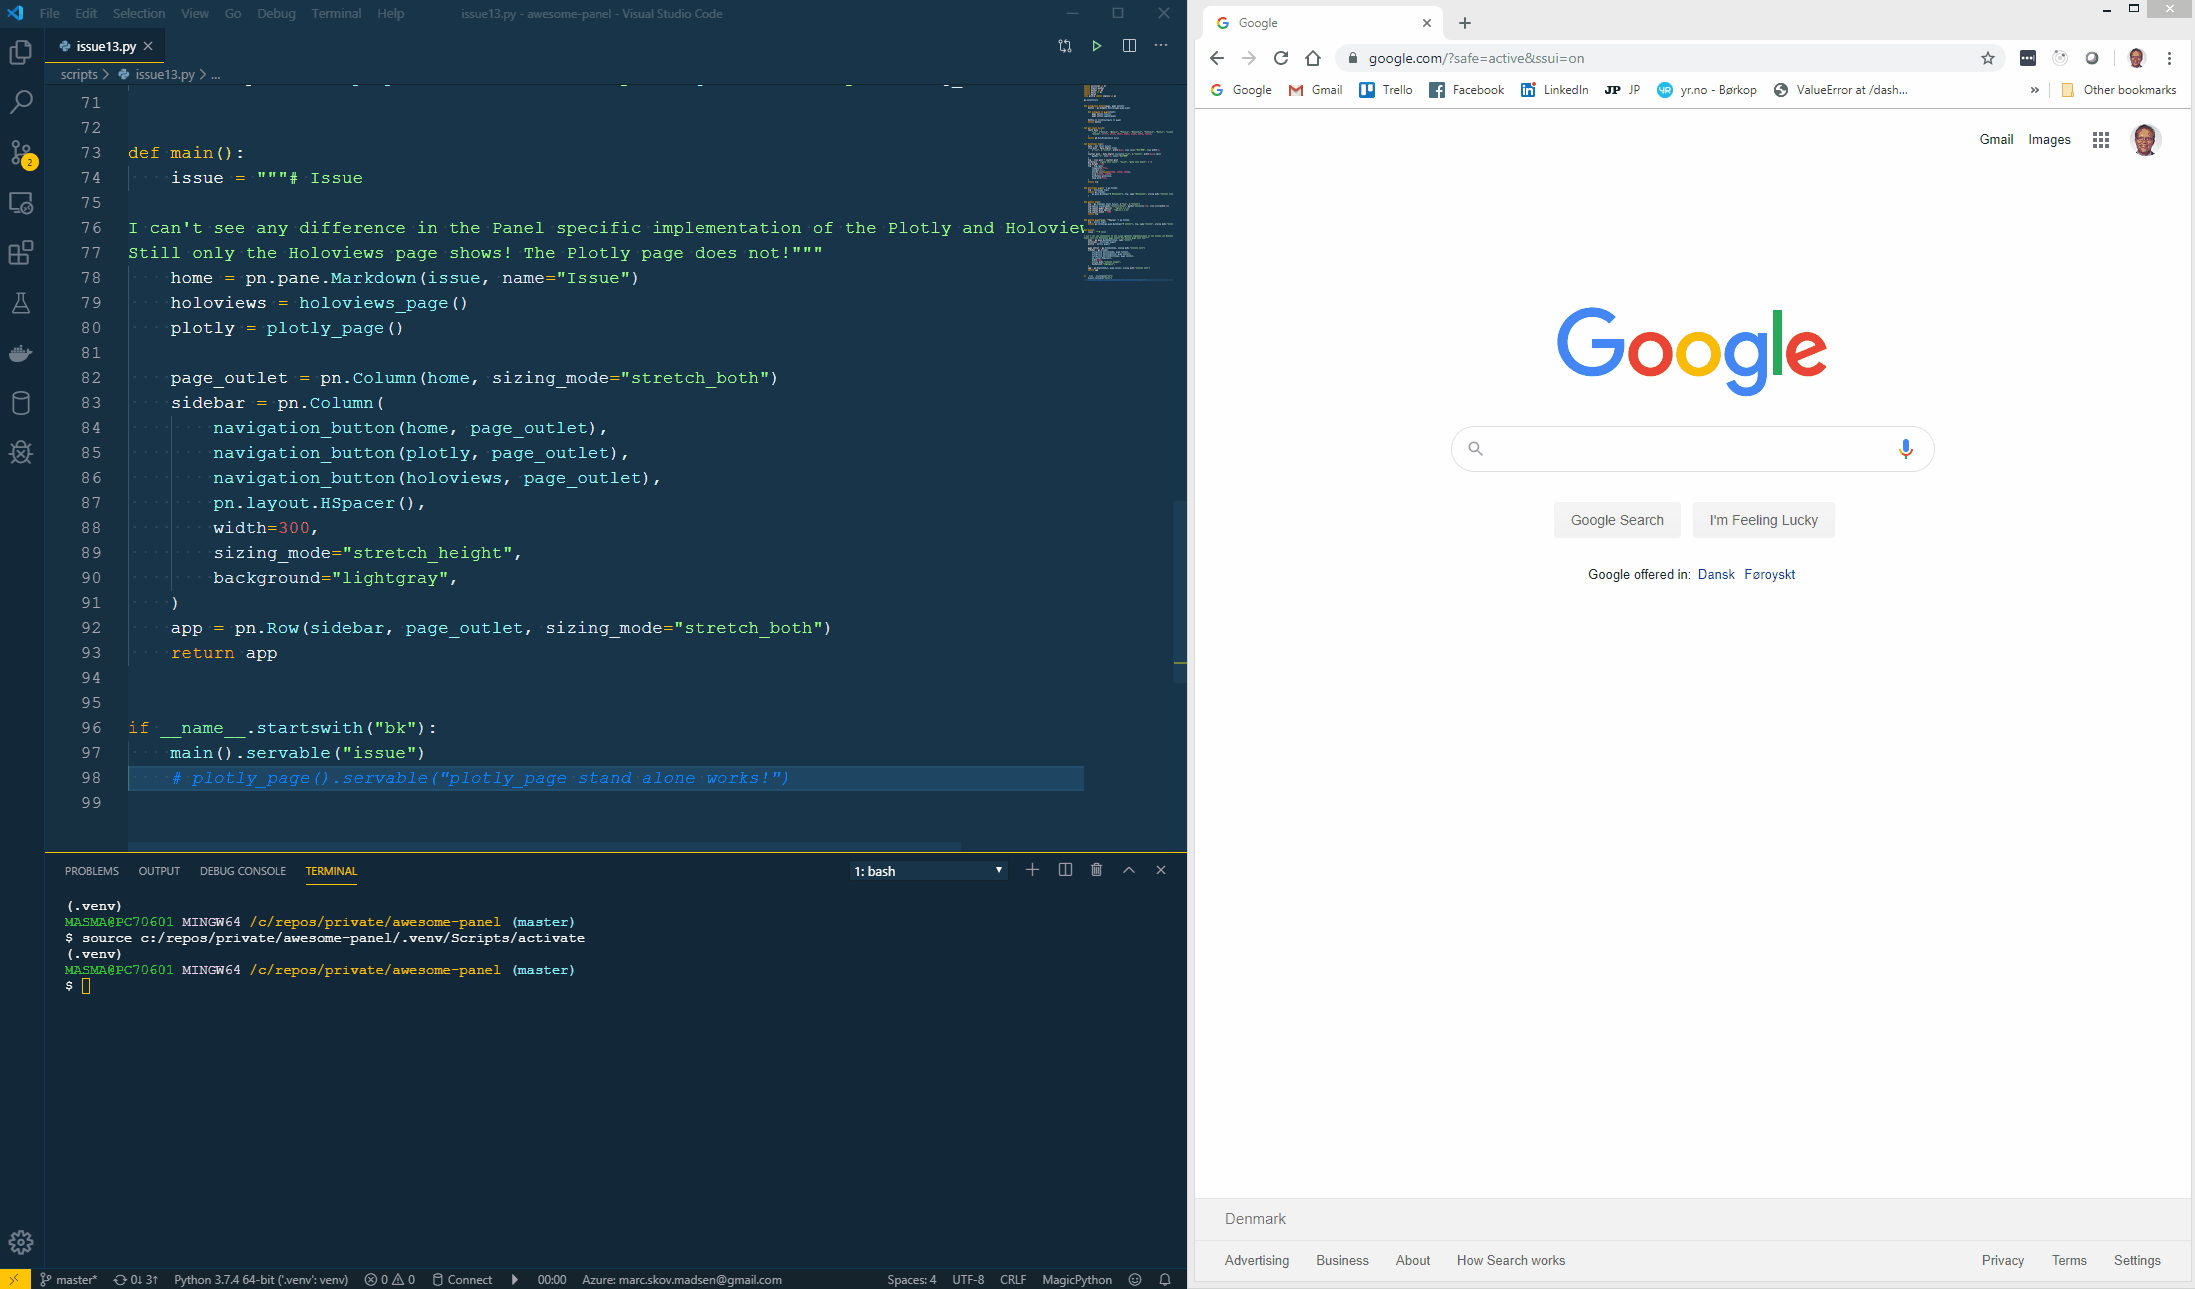 File Edit Selection View Go Debug Terminal Help
issue13.py - awesome-panel - Visual Studio Code
issue13.py
scripts > issue13.py > ...
71
72
73 def main():
74 issue = """# Issue
75
76 I can't see any difference in the Panel specific implementation of the Plotly and Holoview
77 Still only the Holoviews page shows! The Plotly page does not!"""
78 home = pn.pane.Markdown(issue, name="Issue")
79 holoviews = holoviews_page()
80 plotly = plotly_page()
81
82 page_outlet = pn.Column(home, sizing_mode="stretch_both")
83 sidebar = pn.Column(
84 navigation_button(home, page_outlet),
85 navigation_button(plotly, page_outlet),
86 navigation_button(holoviews, page_outlet),
87 pn.layout.HSpacer(),
88 width=300,
89 sizing_mode="stretch_height",
90 background="lightgray",
91 )
92 app = pn.Row(sidebar, page_outlet, sizing_mode="stretch_both")
93 return app
94
95
96 if __name__.startswith("bk"):
97 main().servable("issue")
98 # plotly_page().servable("plotly_page stand alone works!")
99
2
PROBLEMS OUTPUT DEBUG CONSOLE TERMINAL 1: bash
(.venv)
MASMA@PC70601 MINGW64 /c/repos/private/awesome-panel (master)
$ source c:/repos/private/awesome-panel/.venv/Scripts/activate
(.venv)
MASMA@PC70601 MINGW64 /c/repos/private/awesome-panel (master)
$
master* 0↓ 3↑ Python 3.7.4 64-bit ('.venv': venv) 0 0 Connect 00:00 Azure: marc.skov.madsen@gmail.com Spaces: 4 UTF-8 CRLF MagicPython
Google
google.com/?safe=active&ssui=on
Google Gmail Trello Facebook LinkedIn JP JP YR yr.no - Børkop ValueError at /dash... » Other bookmarks
Gmail Images
Google
Google Search I'm Feeling Lucky
Google offered in: Dansk Føroyskt
Denmark
Advertising Business About How Search works Privacy Terms Settings